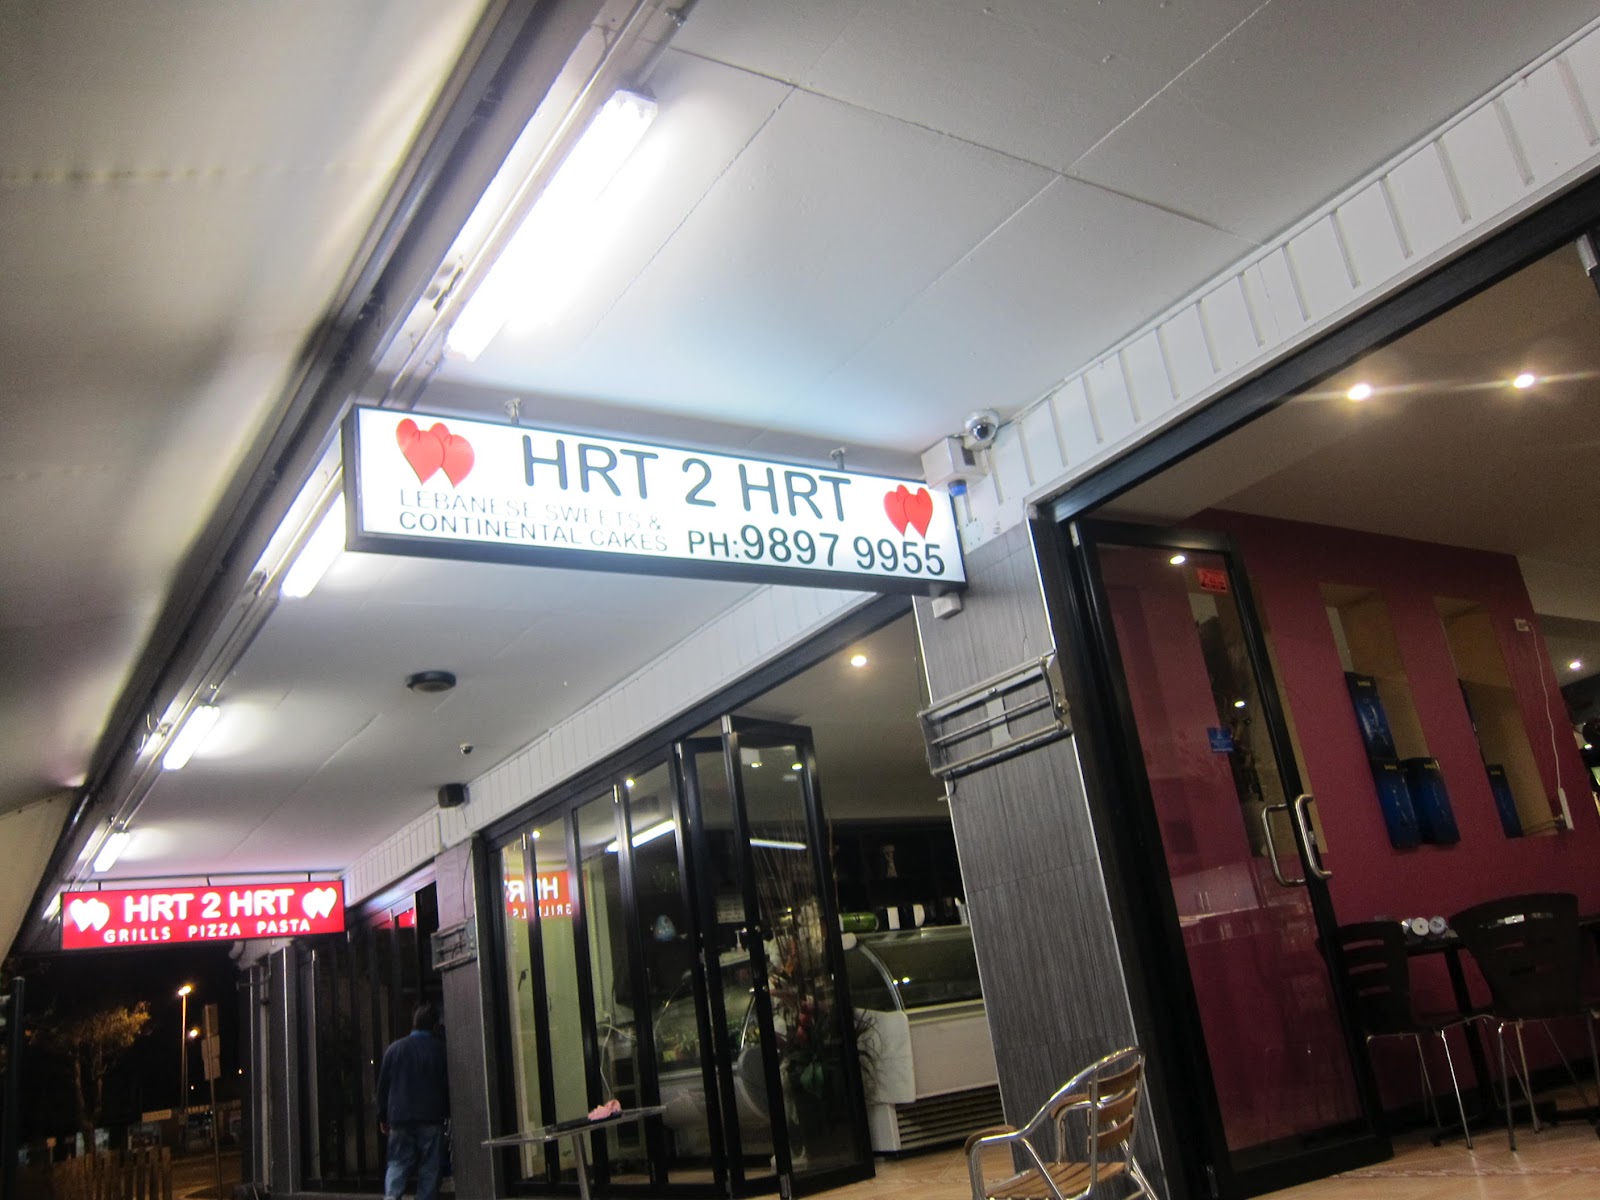 HRT 2 HRT
LEBANESE SWEETS &
CONTINENTAL CAKES
PH:9897 9955
HRT 2 HRT
GRILLS PIZZA PASTA